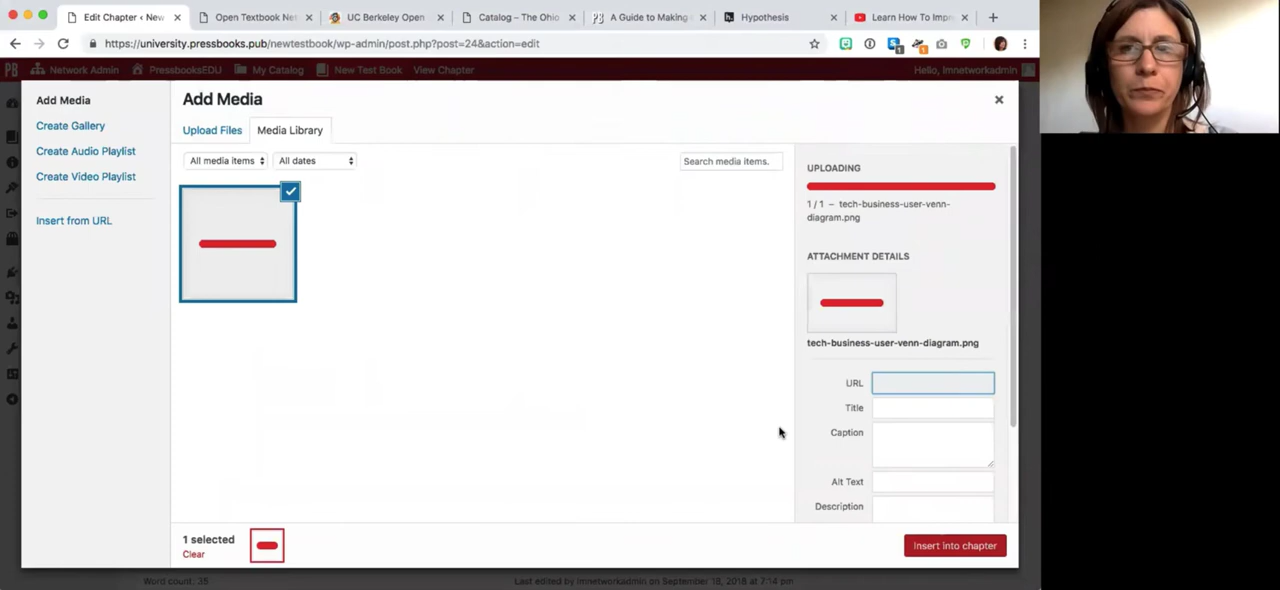 Edit Chapter ‹ New
Open Textbook Net
UC Berkeley Open
Catalog – The Ohio
A Guide to Making
Hypothesis
Learn How To Impr
https://university.pressbooks.pub/newtestbook/wp-admin/post.php?post=24&action=edit
Network Admin
PressbooksEDU
My Catalog
New Test Book
View Chapter
Hello, lmnetworkadmin
Add Media
Create Gallery
Create Audio Playlist
Create Video Playlist
Insert from URL
Add Media
Upload Files
Media Library
All media items
All dates
Search media items.
UPLOADING
1 / 1 – tech-business-user-venn-
diagram.png
ATTACHMENT DETAILS
tech-business-user-venn-diagram.png
URL
Title
Caption
Alt Text
Description
1 selected
Clear
Insert into chapter
Word count: 35
Last edited by lmnetworkadmin on September 18, 2018 at 7:14 pm